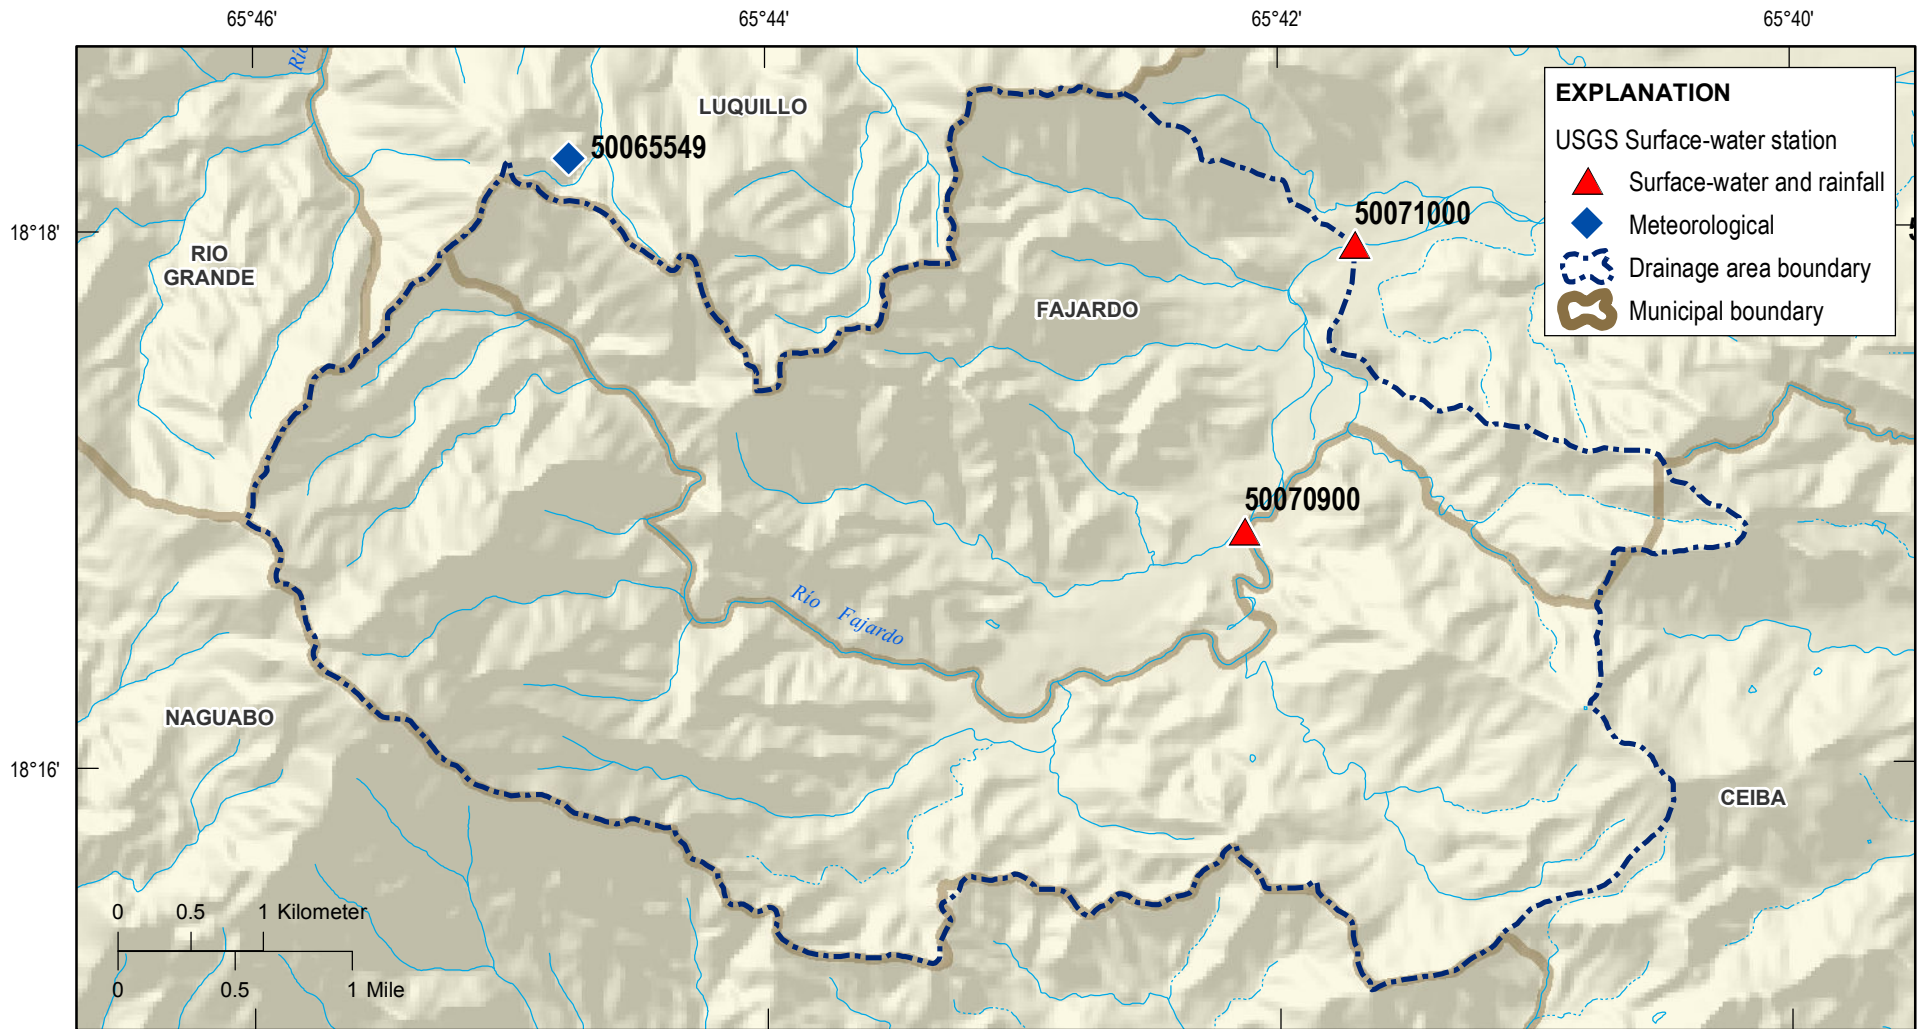 65°46'
65°44'
65°42'
65°40'
Río
LUQUILLO
50065549
EXPLANATION
USGS Surface-water station
Surface-water and rainfall
Meteorological
Drainage area boundary
Municipal boundary
50071000
18°18'
RIO
GRANDE
FAJARDO
50070900
Río Fajardo
NAGUABO
18°16'
CEIBA
0 0.5 1 Kilometer
0 0.5 1 Mile